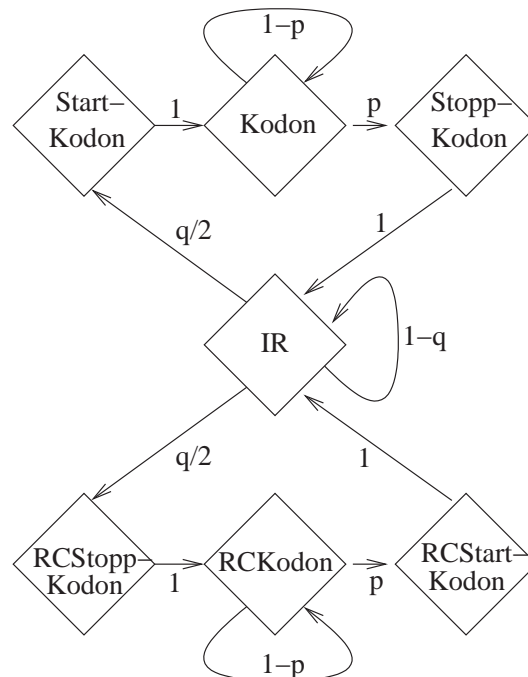 1–p
Start–
Kodon
1
Kodon
p
Stopp–
Kodon
q/2
1
IR
1–q
q/2
1
RCStopp–
Kodon
1
RCKodon
p
RCStart–
Kodon
1–p